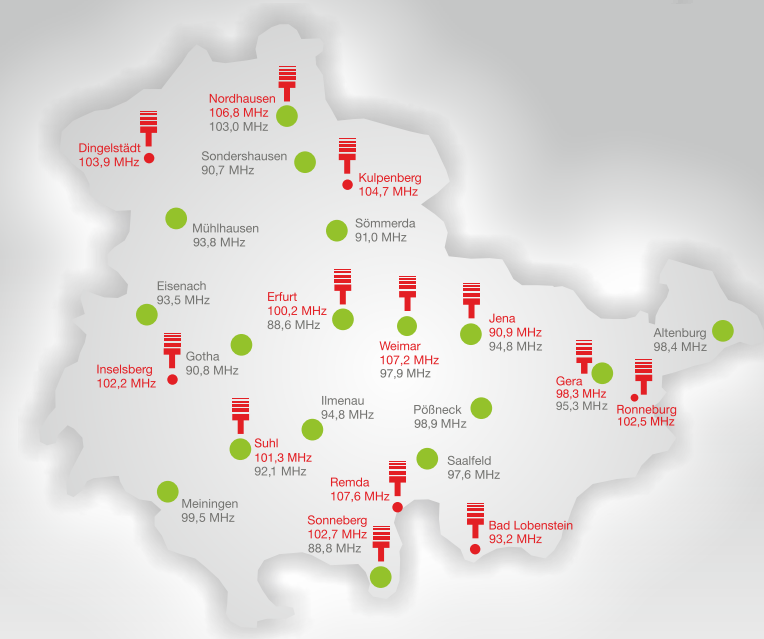 Nordhausen
106,8 MHz
103,0 MHz
Dingelstädt
103,9 MHz
Sondershausen
90,7 MHz
Kulpenberg
104,7 MHz
Mühlhausen
93,8 MHz
Sömmerda
91,0 MHz
Eisenach
93,5 MHz
Erfurt
100,2 MHz
88,6 MHz
Weimar
107,2 MHz
97,9 MHz
Jena
90,9 MHz
94,8 MHz
Altenburg
98,4 MHz
Gotha
90,8 MHz
Inselsberg
102,2 MHz
Gera
98,3 MHz
95,3 MHz
Ronneburg
102,5 MHz
Ilmenau
94,8 MHz
Pößneck
98,9 MHz
Suhl
101,3 MHz
92,1 MHz
Saalfeld
97,6 MHz
Remda
107,6 MHz
Meiningen
99,5 MHz
Sonneberg
102,7 MHz
88,8 MHz
Bad Lobenstein
93,2 MHz